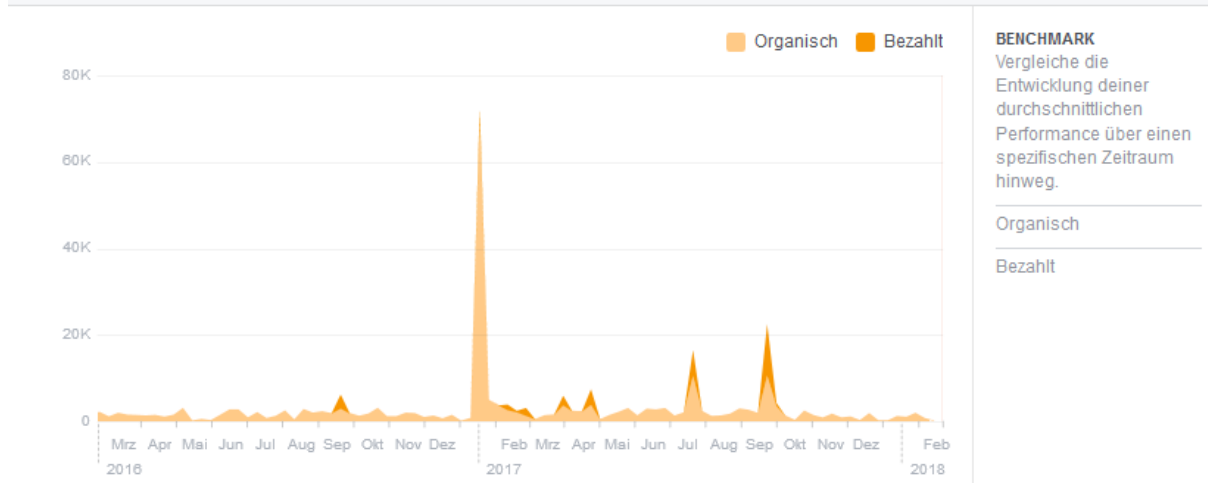 Organisch Bezahlt
80K
60K
40K
20K
0
Mrz Apr Mai Jun Jul Aug Sep Okt Nov Dez Feb Mrz Apr Mai Jun Jul Aug Sep Okt Nov Dez Feb
2016 2017 2018
BENCHMARK
Vergleiche die
Entwicklung deiner
durchschnittlichen
Performance über einen
spezifischen Zeitraum
hinweg.
Organisch
Bezahlt